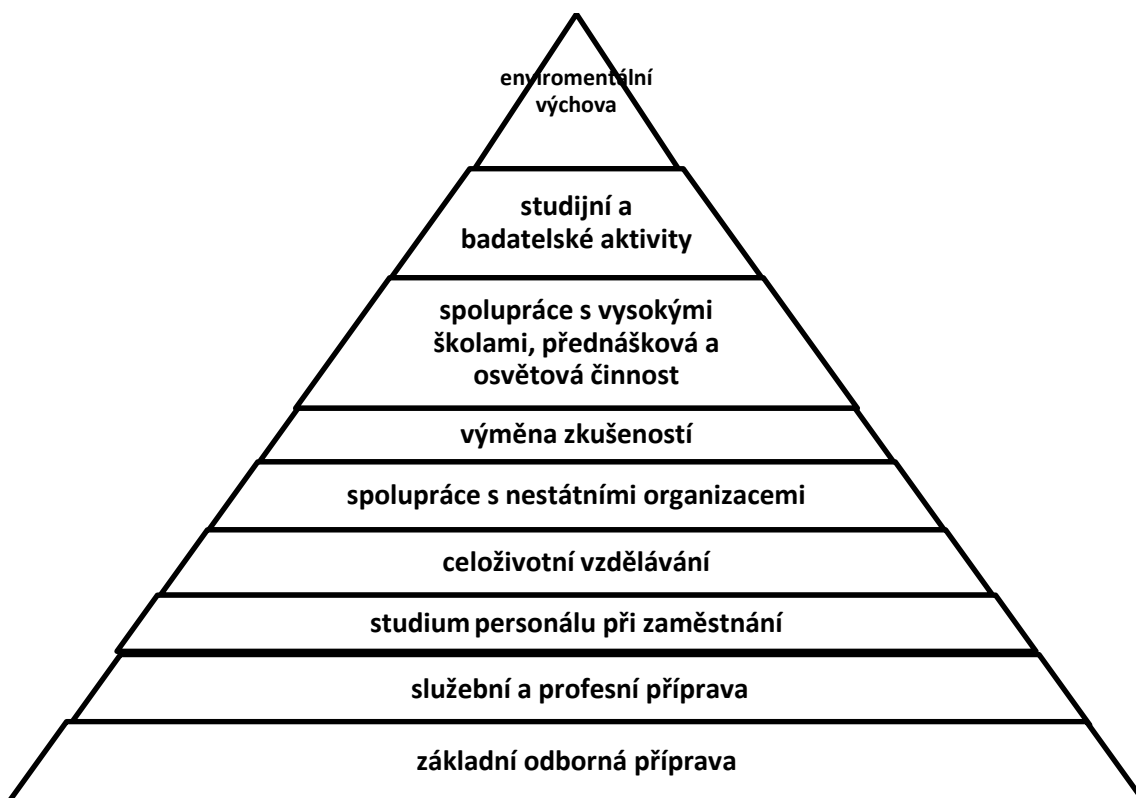 enviromentální
výchova
studijní a
badatelské aktivity
spolupráce s vysokými
školami, přednášková a
osvětová činnost
výměna zkušeností
spolupráce s nestátními organizacemi
celoživotní vzdělávání
studium personálu při zaměstnání
služební a profesní příprava
základní odborná příprava